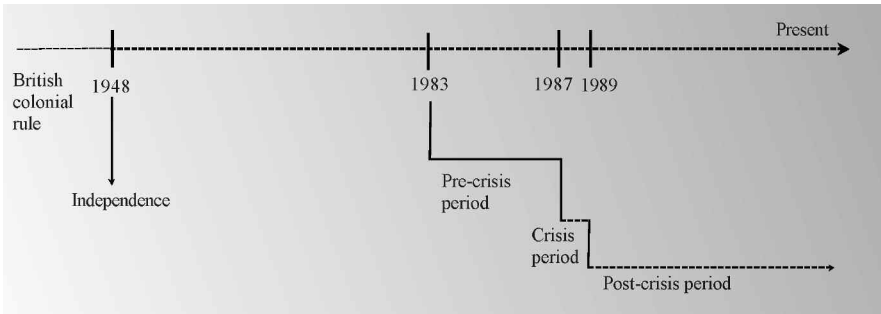 Present
British
colonial
rule
1948
1983
1987
1989
Independence
Pre-crisis
period
Crisis
period
Post-crisis period